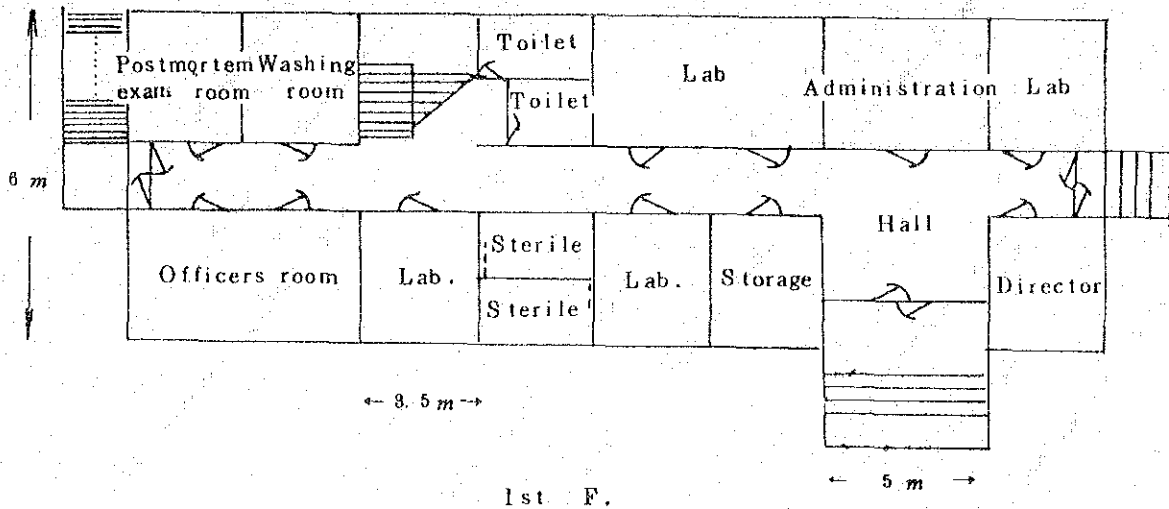 Toilet
Postmortem Washing
exam room room
Lab
Administration
Lab
Toilet
6 m
Hall
Officers room
Lab.
Sterile
Sterile
Lab.
Storage
Director
3.5 m
5 m
1st F.